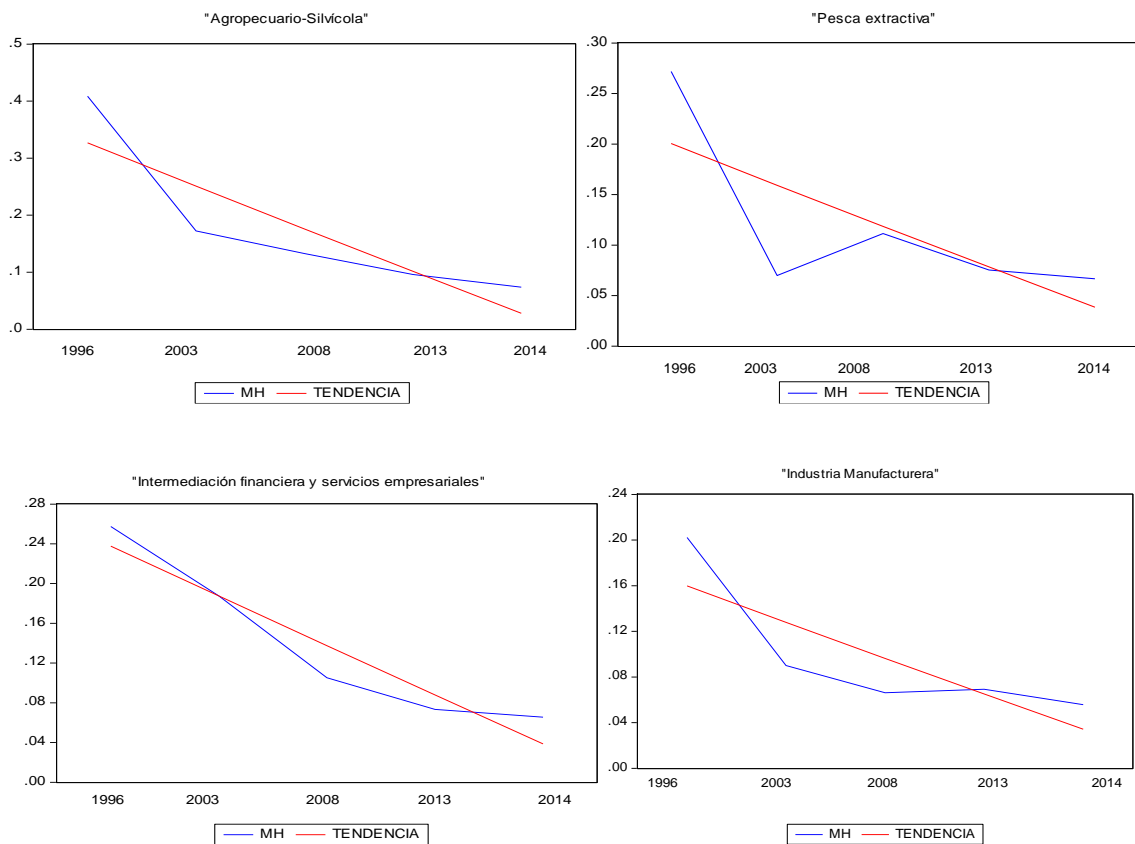 "Agropecuario-Silvícola"
.5
.4
.3
.2
.1
.0
1996 2003 2008 2013 2014
MH TENDENCIA
"Pesca extractiva"
.30
.25
.20
.15
.10
.05
.00
1996 2003 2008 2013 2014
MH TENDENCIA
"Intermediación financiera y servicios empresariales"
.28
.24
.20
.16
.12
.08
.04
.00
1996 2003 2008 2013 2014
MH TENDENCIA
"Industria Manufacturera"
.24
.20
.16
.12
.08
.04
.00
1996 2003 2008 2013 2014
MH TENDENCIA